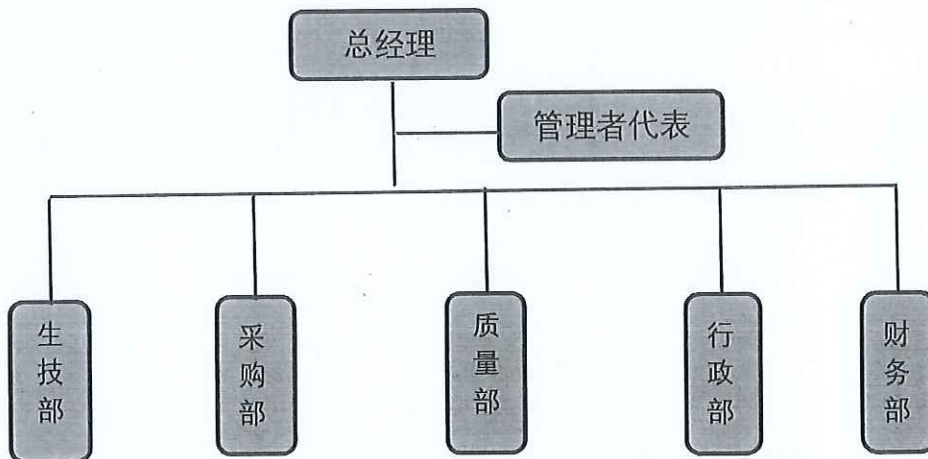 总经理
管理者代表
生技部
采购部
质量部
行政部
财务部